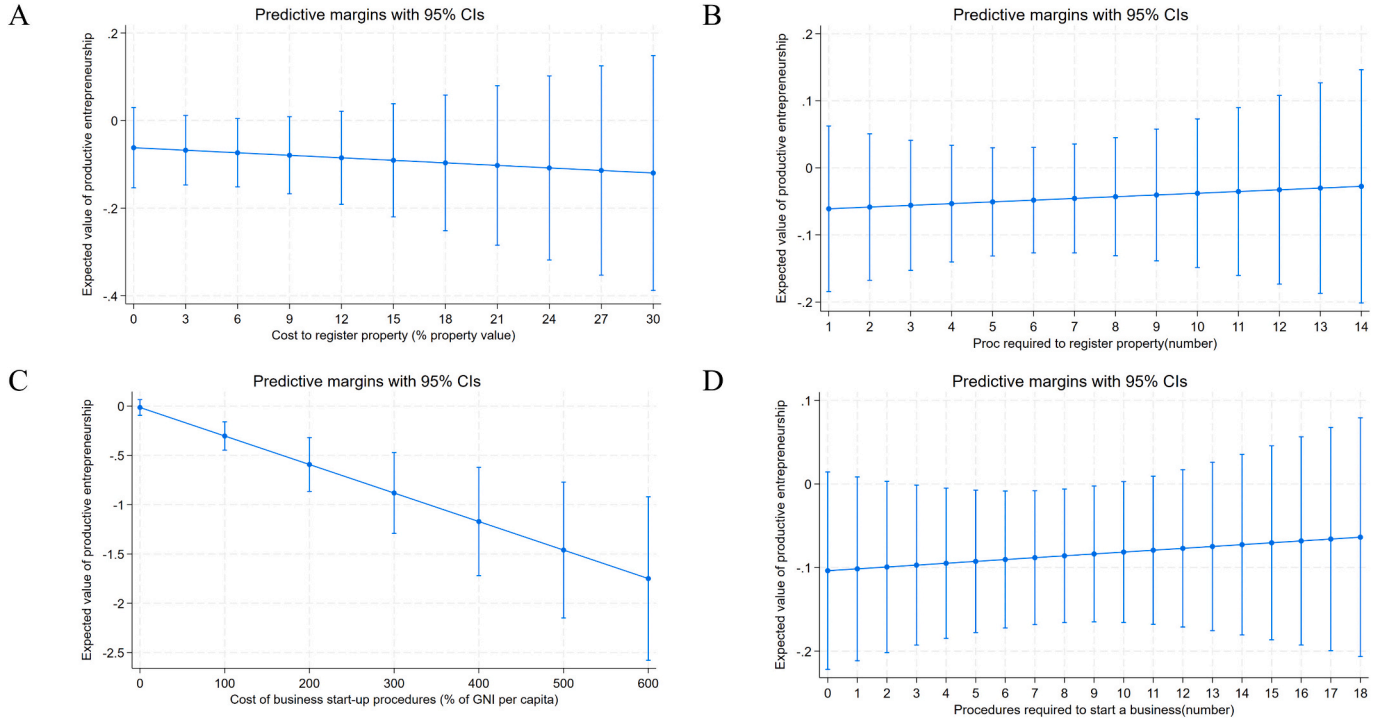 A
Predictive margins with 95% CIs
Expected value of productive entrepreneurship
.2
0
-.2
-.4
0 3 6 9 12 15 18 21 24 27 30
Cost to register property (% property value)
B
Predictive margins with 95% CIs
Expected value of productive entrepreneurship
.2
.1
0
-.1
-.2
1 2 3 4 5 6 7 8 9 10 11 12 13 14
Proc required to register property(number)
C
Predictive margins with 95% CIs
Expected value of productive entrepreneurship
0
-.5
-1
-1.5
-2
-2.5
0 100 200 300 400 500 600
Cost of business start-up procedures (% of GNI per capita)
D
Predictive margins with 95% CIs
Expected value of productive entrepreneurship
.1
0
-.1
-.2
0 1 2 3 4 5 6 7 8 9 10 11 12 13 14 15 16 17 18
Procedures required to start a business(number)